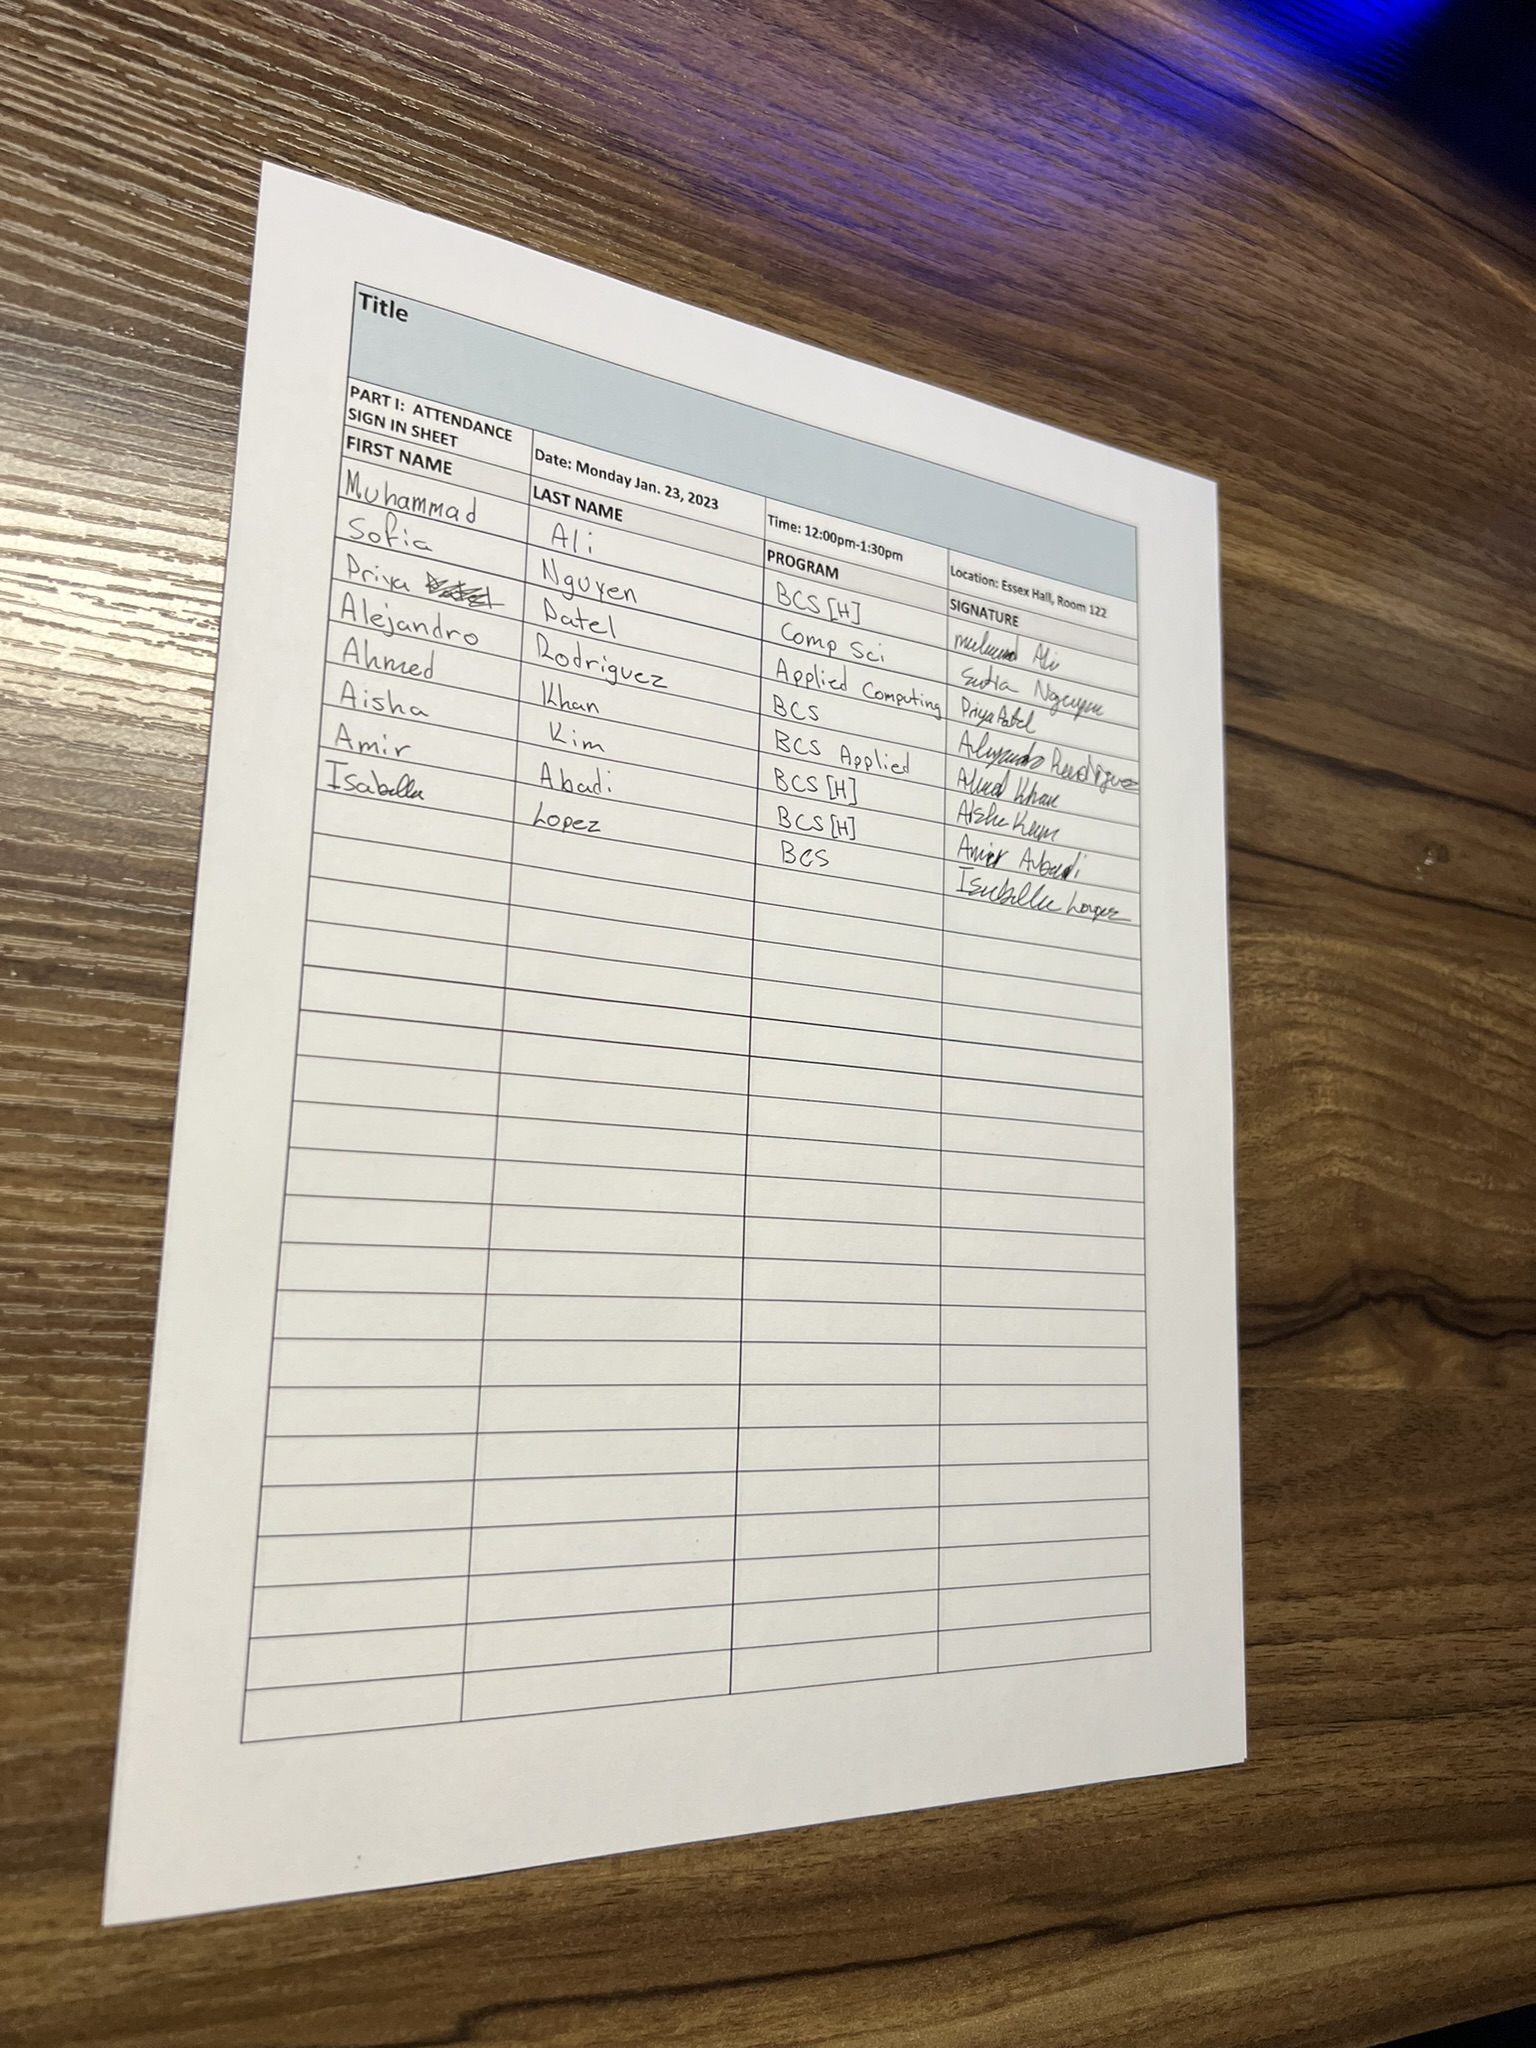 Title
PART I: ATTENDANCE SIGN IN SHEET Date: Monday Jan. 23, 2023 Time: 12:00pm-1:30pm Location: Essex Hall, Room 122
FIRST NAME LAST NAME PROGRAM SIGNATURE
Muhammad Ali BCS [H] Ali
Sofia Nguyen Comp Sci Sofia Nguyen
Priya Patel Applied Computing Priya Patel
Alejandro Rodriguez BCS Alejandro Rodriguez
Ahmed Khan BCS Applied Ahmed Khan
Aisha Kim BCS [H] Aisha Kim
Amir Abadi BCS [H] Amir Abadi
Isabella Lopez BCS Isabella Lopez